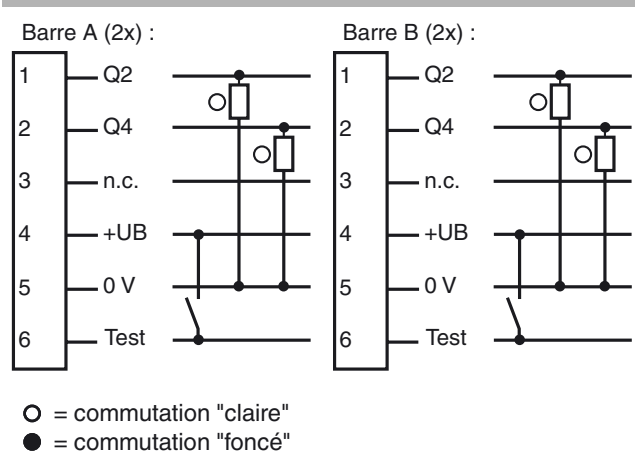 Barre A (2x) :
1 Q2
2 Q4
3 n.c.
4 +UB
5 0 V
6 Test
Barre B (2x) :
1 Q2
2 Q4
3 n.c.
4 +UB
5 0 V
6 Test
= commutation "claire"
= commutation "foncé"